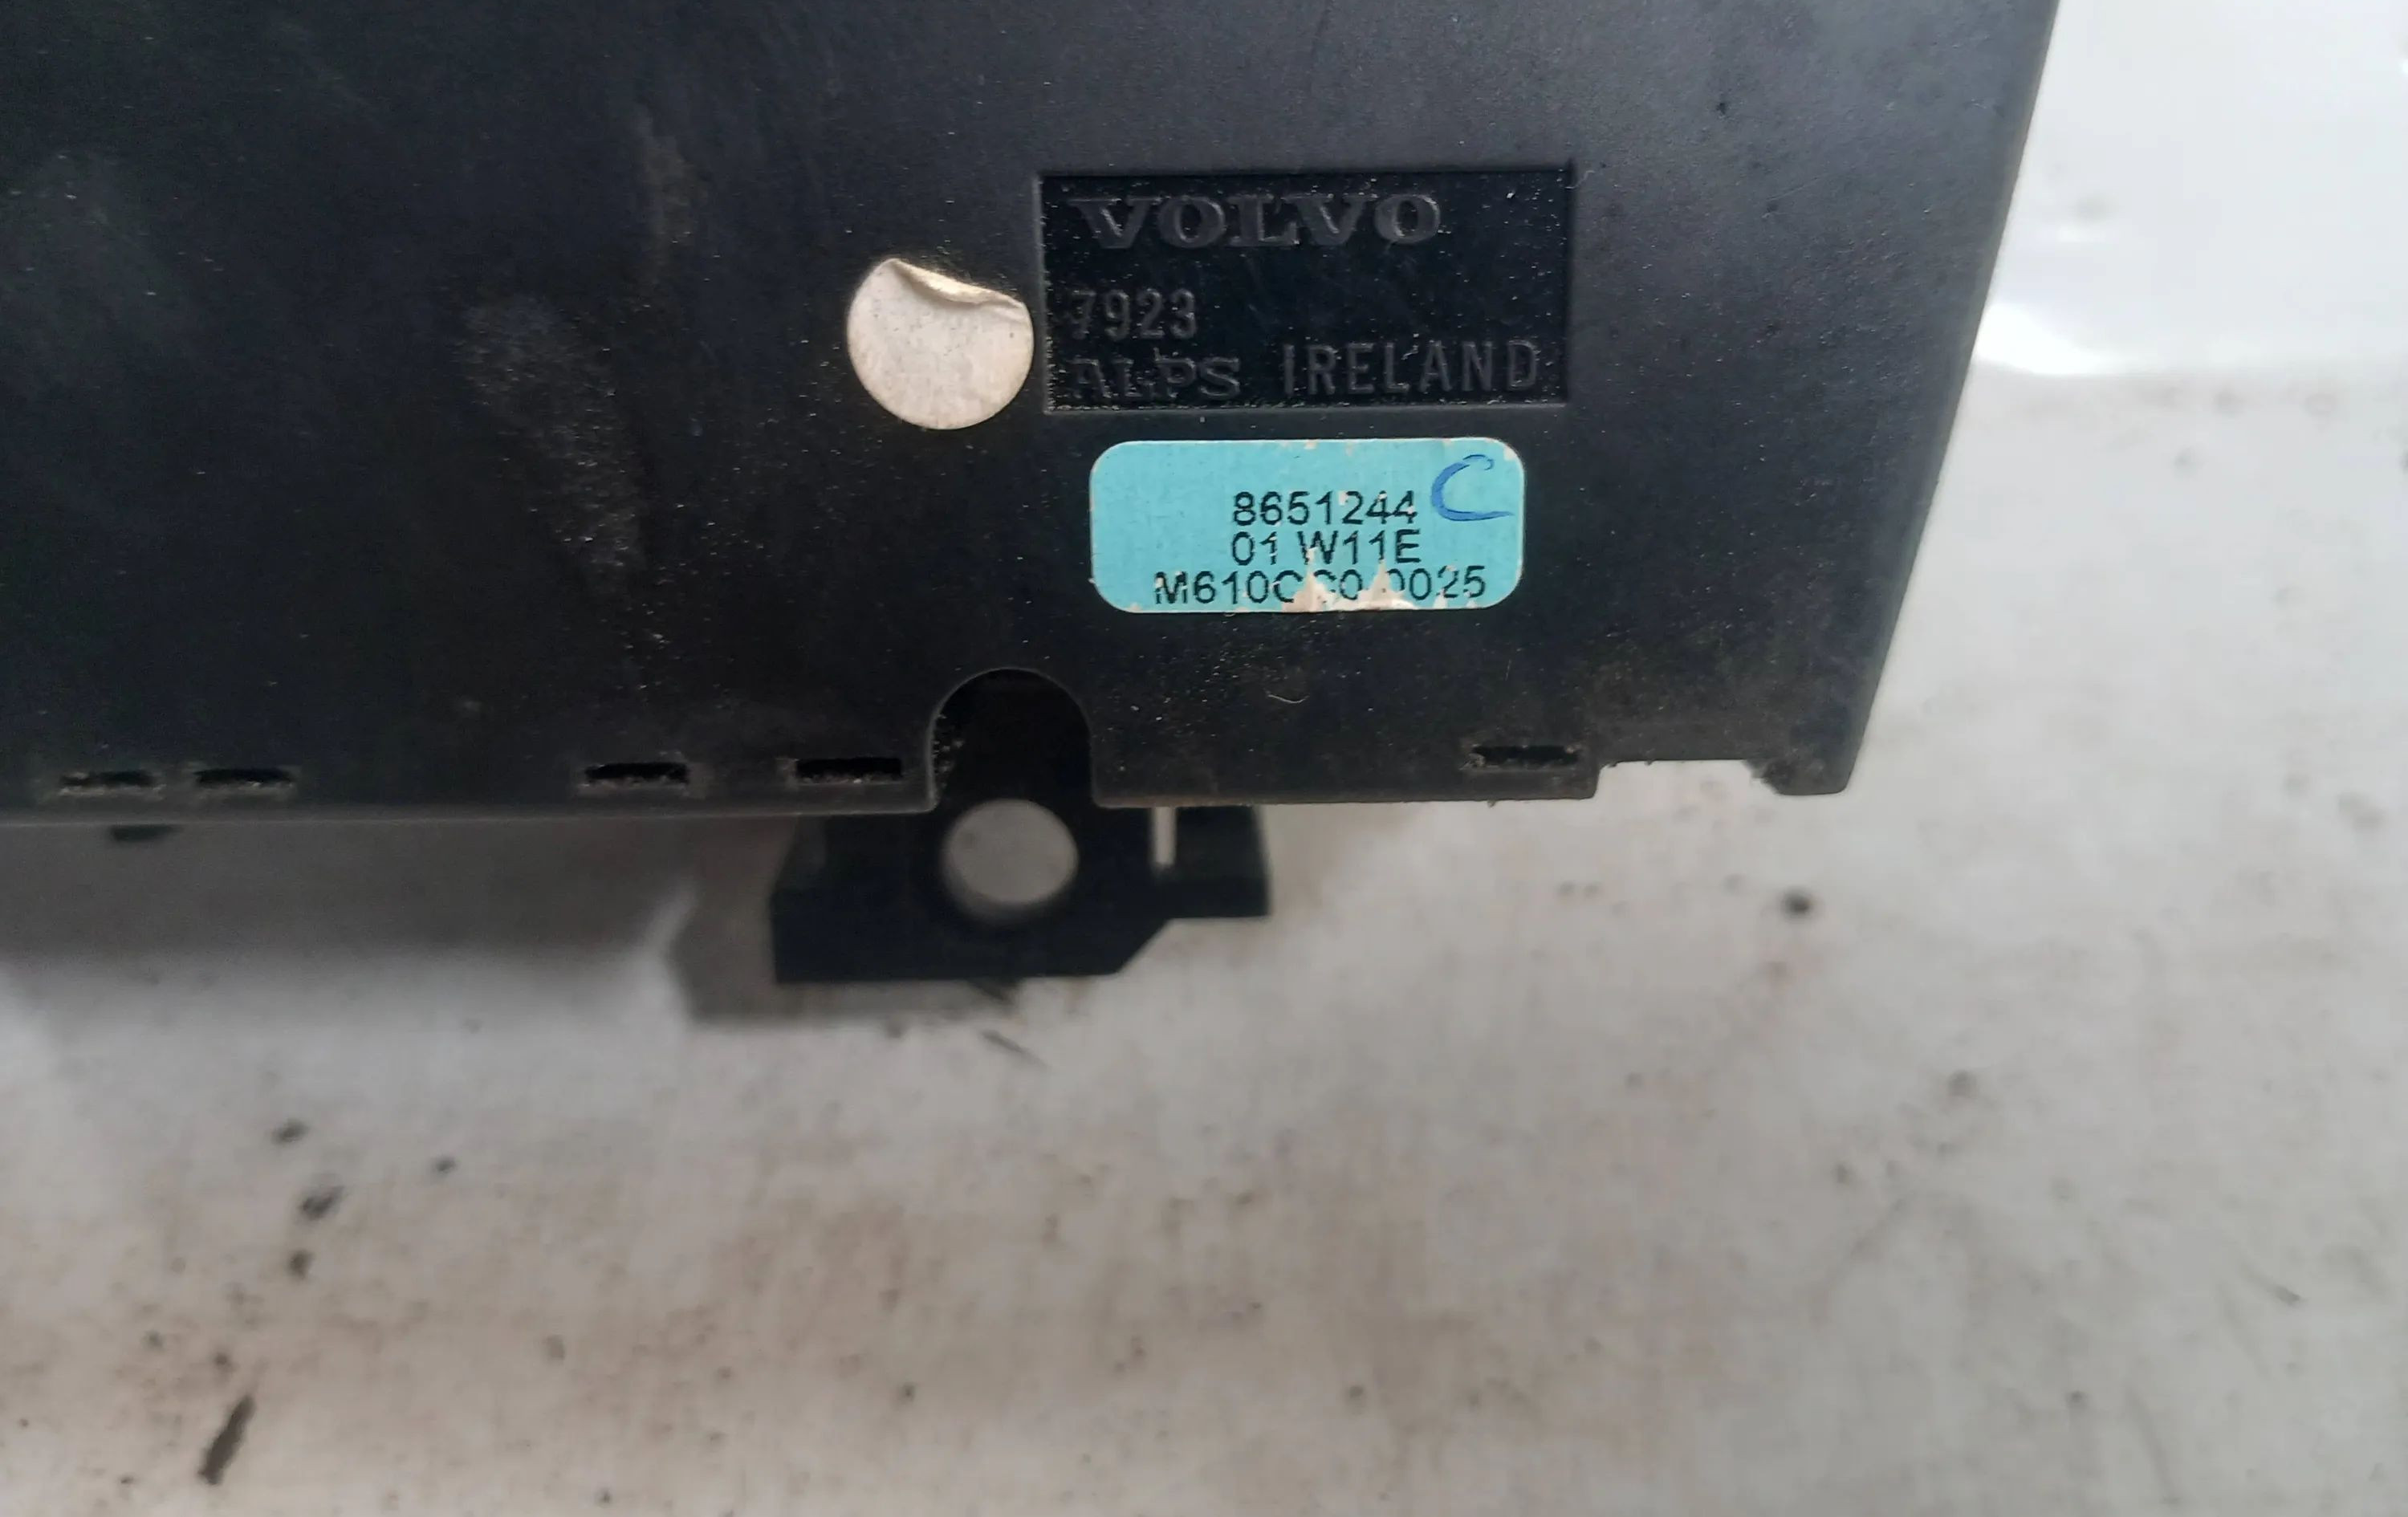 VOLVO
7923
ALPS IRELAND
8651244 C
01 W11E